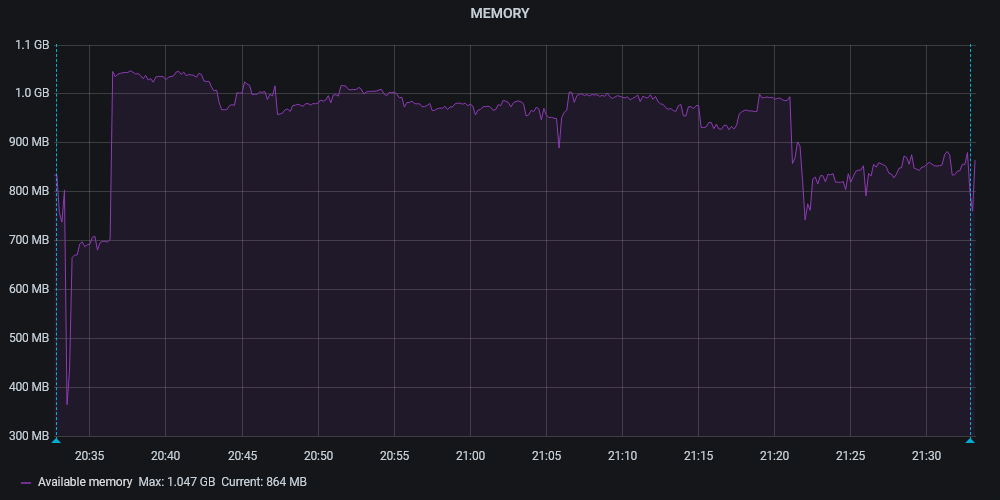 MEMORY
1.1 GB
1.0 GB
900 MB
800 MB
700 MB
600 MB
500 MB
400 MB
300 MB
20:35 20:40 20:45 20:50 20:55 21:00 21:05 21:10 21:15 21:20 21:25 21:30
Available memory Max: 1.047 GB Current: 864 MB